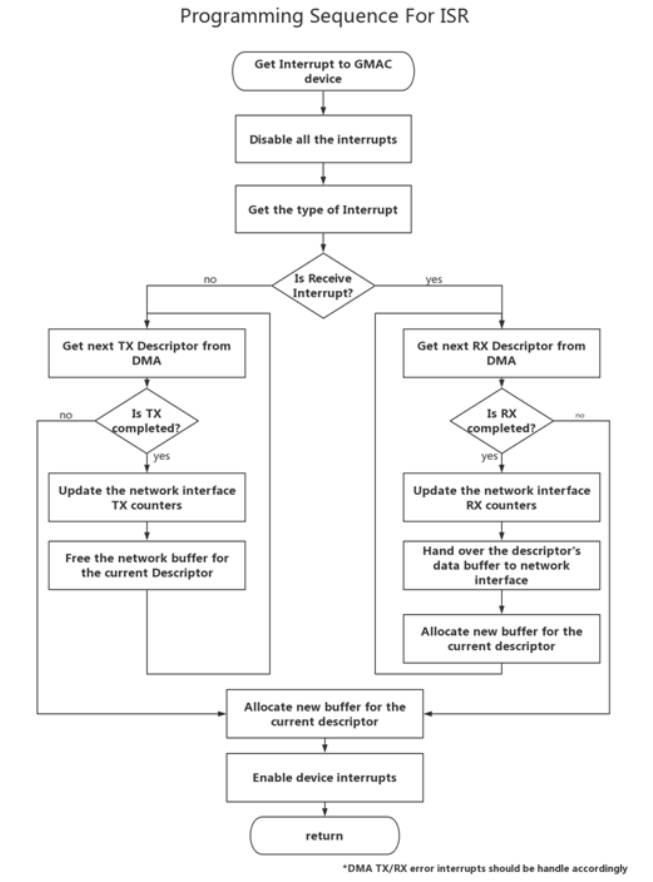 Programming Sequence For ISR
Get Interrupt to GMAC
device
Disable all the interrupts
Get the type of Interrupt
Is Receive
Interrupt?
no
yes
Get next TX Descriptor from
DMA
Is TX
completed?
no
yes
Update the network interface
TX counters
Free the network buffer for
the current Descriptor
Get next RX Descriptor from
DMA
Is RX
completed?
no
yes
Update the network interface
RX counters
Hand over the descriptor's
data buffer to network
interface
Allocate new buffer for the
current descriptor
Allocate new buffer for the
current descriptor
Enable device interrupts
return
*DMA TX/RX error interrupts should be handle accordingly